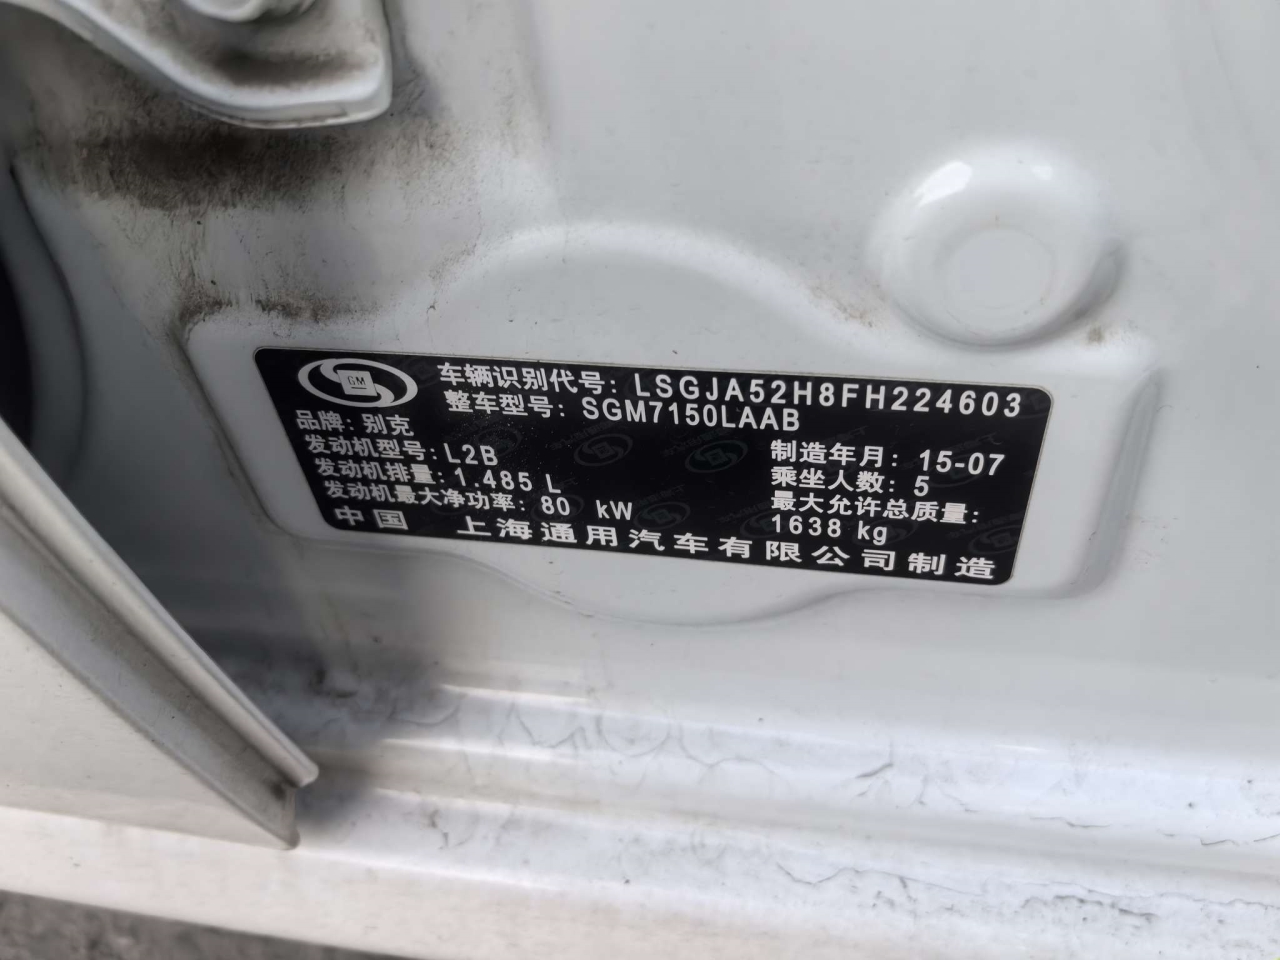 GM
车辆识别代号: LSGJA52H8FH224603
整车型号: SGM7150LAAB
品牌: 别克
发动机型号: L2B
制造年月: 15-07
发动机排量: 1.485 L
乘坐人数: 5
发动机最大净功率: 80 kW
最大允许总质量:
1638 kg
中国 上海通用汽车有限公司制造